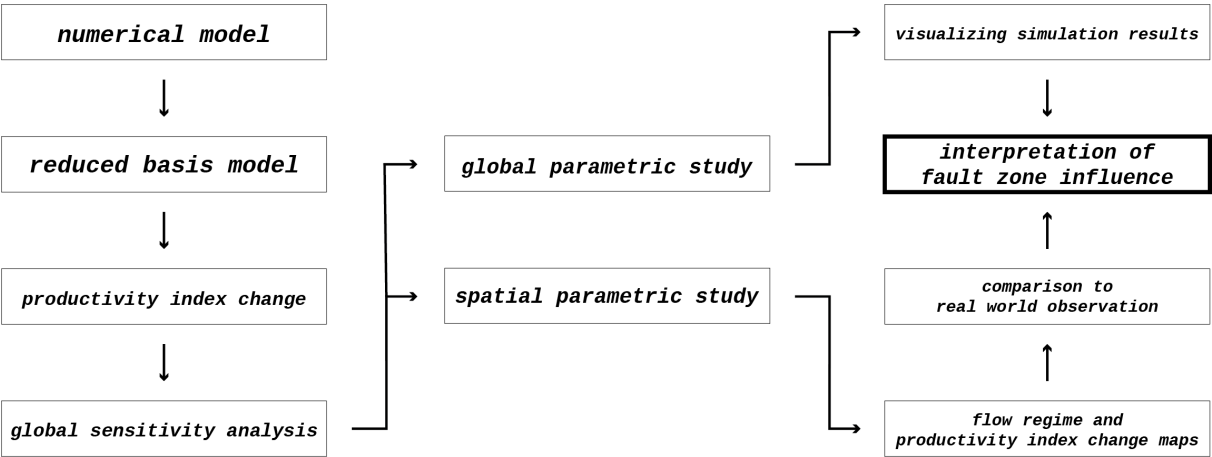 numerical model
reduced basis model
productivity index change
global sensitivity analysis
global parametric study
spatial parametric study
visualizing simulation results
interpretation of
fault zone influence
comparison to
real world observation
flow regime and
productivity index change maps